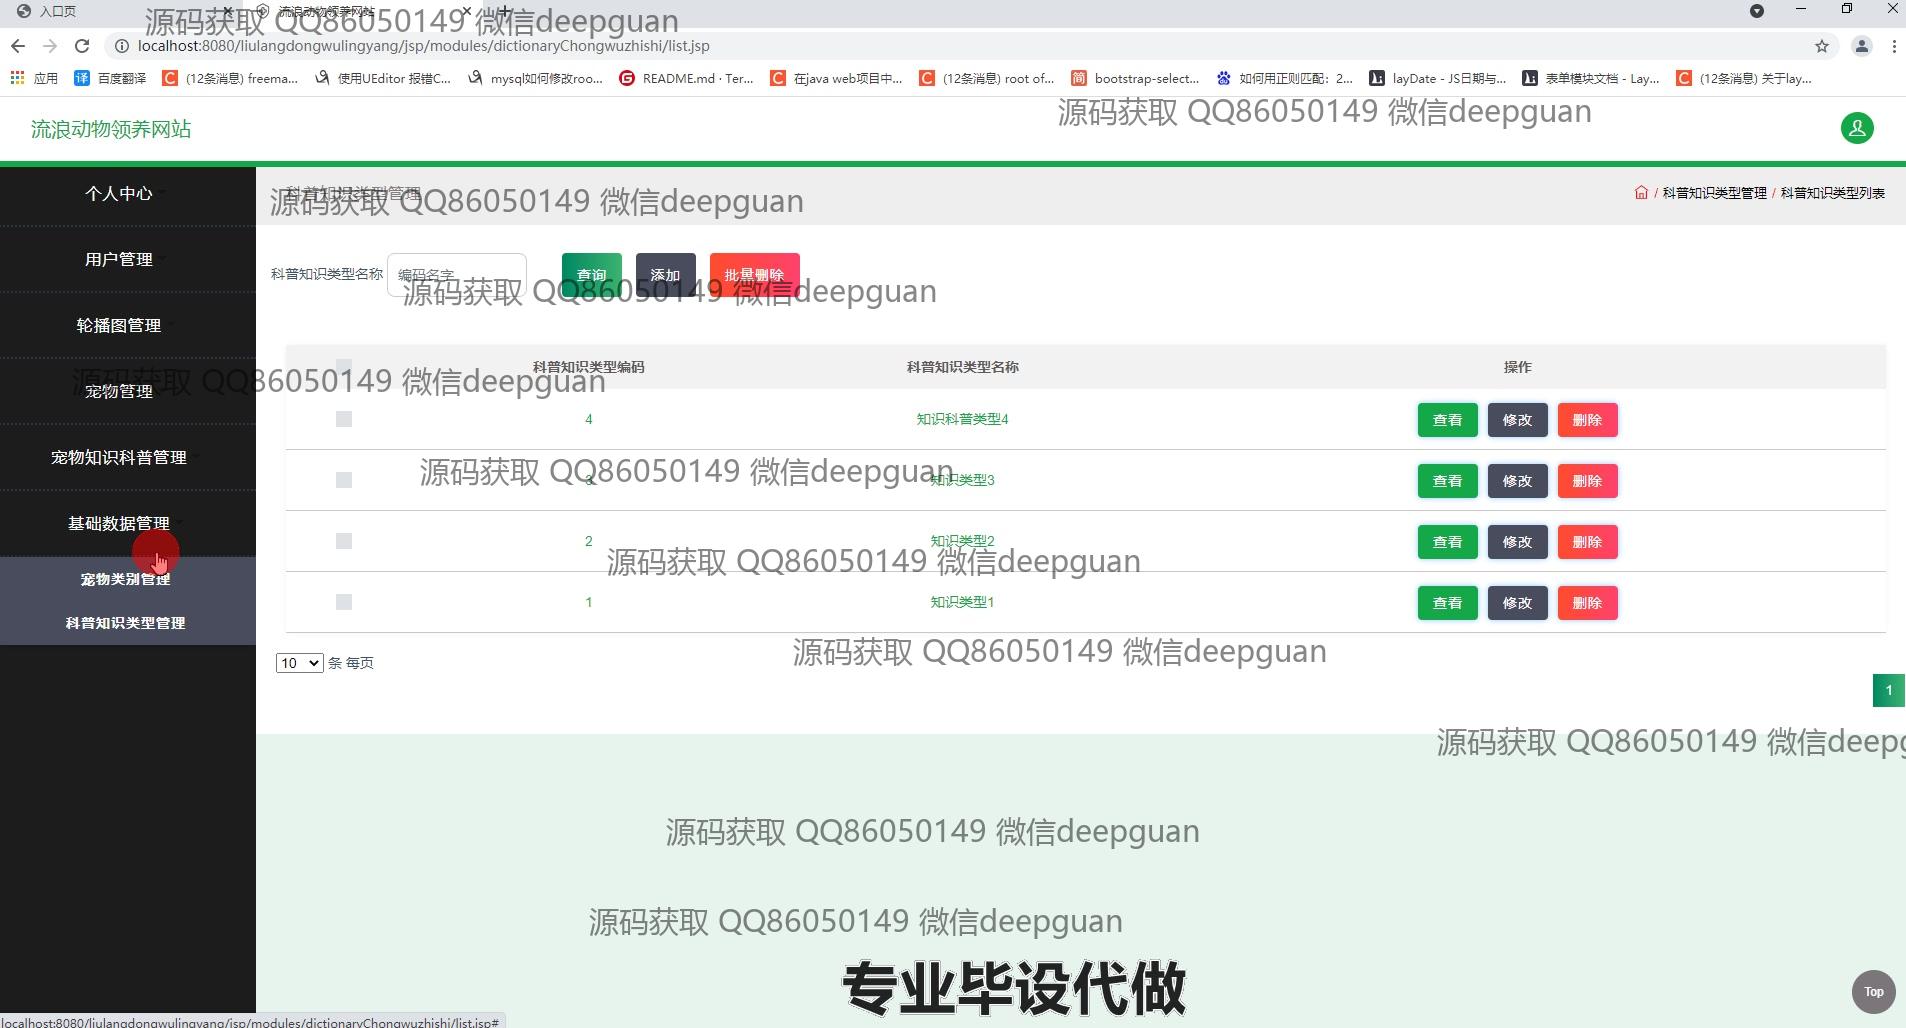 入口页
流浪动物领养网站
源码获取 QQ86050149 微信deepguan
localhost:8080/liulangdongwulingyang/jsp/modules/dictionaryChongwuzhishi/list.jsp
应用 百度翻译 (12条消息) freema... 使用UEditor 报错C... mysql如何修改roo... README.md · Ter... 在java web项目中... (12条消息) root of... bootstrap-select... 如何用正则匹配：2... layDate - JS日期与... 表单模块文档 - Lay... (12条消息) 关于lay...
源码获取 QQ86050149 微信deepguan
流浪动物领养网站
个人中心
科普知识类型管理
/ 科普知识类型管理 / 科普知识类型列表
源码获取 QQ86050149 微信deepguan
用户管理
科普知识类型名称 编码名字 查询 添加 批量删除
源码获取 QQ86050149 微信deepguan
轮播图管理
科普知识类型编码 科普知识类型名称 操作
源码获取 QQ86050149 微信deepguan
宠物管理
4 知识科普类型4 查看 修改 删除
宠物知识科普管理
源码获取 QQ86050149 微信deepguan
3 知识类型3 查看 修改 删除
基础数据管理
2 知识类型2 查看 修改 删除
源码获取 QQ86050149 微信deepguan
宠物类别管理
1 知识类型1 查看 修改 删除
科普知识类型管理
源码获取 QQ86050149 微信deepguan
10 条 每页
1
源码获取 QQ86050149 微信deepg
源码获取 QQ86050149 微信deepguan
源码获取 QQ86050149 微信deepguan
专业毕设代做
Top
localhost:8080/liulangdongwulingyang/jsp/modules/dictionaryChongwuzhishi/list.jsp#